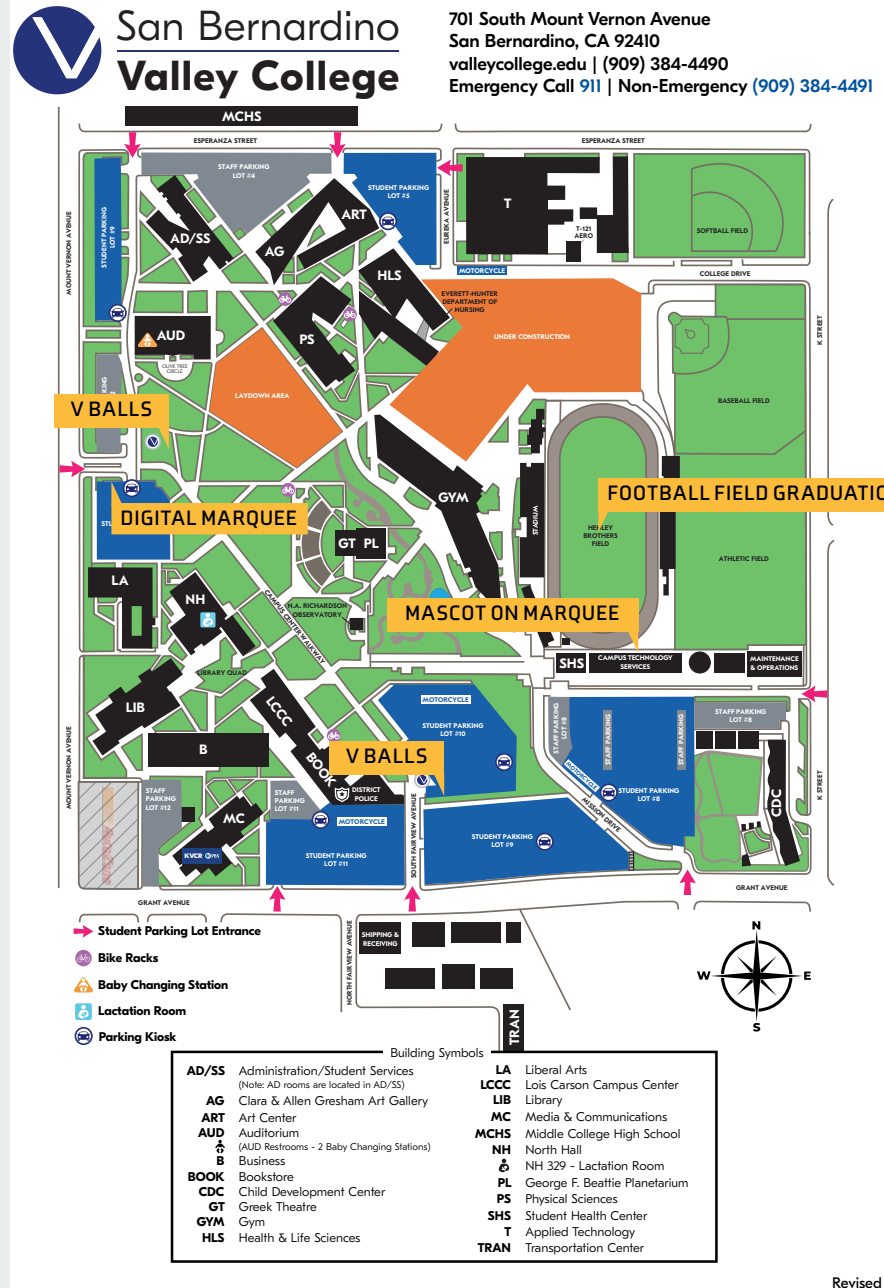 San Bernardino
Valley College
701 South Mount Vernon Avenue
San Bernardino, CA 92410
valleycollege.edu | (909) 384-4490
Emergency Call 911 | Non-Emergency (909) 384-4491
MCHS
ESPERANZA STREET
ESPERANZA STREET
STAFF PARKING
LOT #4
STUDENT PARKING
LOT #5
STUDENT PARKING
LOT #9
MOUNT VERNON AVENUE
EUREKA AVENUE
AD/SS
AG
ART
T
T-121
AERO
SOFTBALL FIELD
MOTORCYCLE
COLLEGE DRIVE
HLS
EVERETT-HUNTER
DEPARTMENT OF
NURSING
UNDER CONSTRUCTION
K STREET
AUD
OLIVE TREE
CIRCLE
PS
LAYDOWN AREA
BASEBALL FIELD
V BALLS
DIGITAL MARQUEE
GYM
STADIUM
FOOTBALL FIELD GRADUATIO
BROTHERS
FIELD
ATHLETIC FIELD
GT
PL
LA
NH
CAMPUS CENTER WALKWAY
N.A. RICHARDSON
OBSERVATORY
MASCOT ON MARQUEE
SHS
CAMPUS TECHNOLOGY
SERVICES
MAINTENANCE
& OPERATIONS
LIBRARY QUAD
LIB
LCCC
MOTORCYCLE
STUDENT PARKING
LOT #10
STAFF PARKING
LOT #8
STAFF PARKING
STAFF PARKING
STAFF PARKING
LOT #8
MOUNT VERNON AVENUE
B
BOOK
V BALLS
MOTORCYCLE
STUDENT PARKING
LOT #8
K STREET
STAFF
PARKING
LOT #12
STAFF
PARKING
LOT #11
DISTRICT
POLICE
MC
MOTORCYCLE
KVCR PBS
STUDENT PARKING
LOT #11
SOUTH FAIRVIEW AVENUE
STUDENT PARKING
LOT #9
MISSION DRIVE
CDC
GRANT AVENUE
GRANT AVENUE
Student Parking Lot Entrance
Bike Racks
Baby Changing Station
Lactation Room
Parking Kiosk
NORTH FAIRVIEW AVENUE
SHIPPING &
RECEIVING
TRAN
N
W
E
S
Building Symbols
AD/SS Administration/Student Services
(Note: AD rooms are located in AD/SS)
AG Clara & Allen Gresham Art Gallery
ART Art Center
AUD Auditorium
(AUD Restrooms - 2 Baby Changing Stations)
B Business
BOOK Bookstore
CDC Child Development Center
GT Greek Theatre
GYM Gym
HLS Health & Life Sciences
LA Liberal Arts
LCCC Lois Carson Campus Center
LIB Library
MC Media & Communications
MCHS Middle College High School
NH North Hall
NH 329 - Lactation Room
PL George F. Beattie Planetarium
PS Physical Sciences
SHS Student Health Center
T Applied Technology
TRAN Transportation Center
Revised